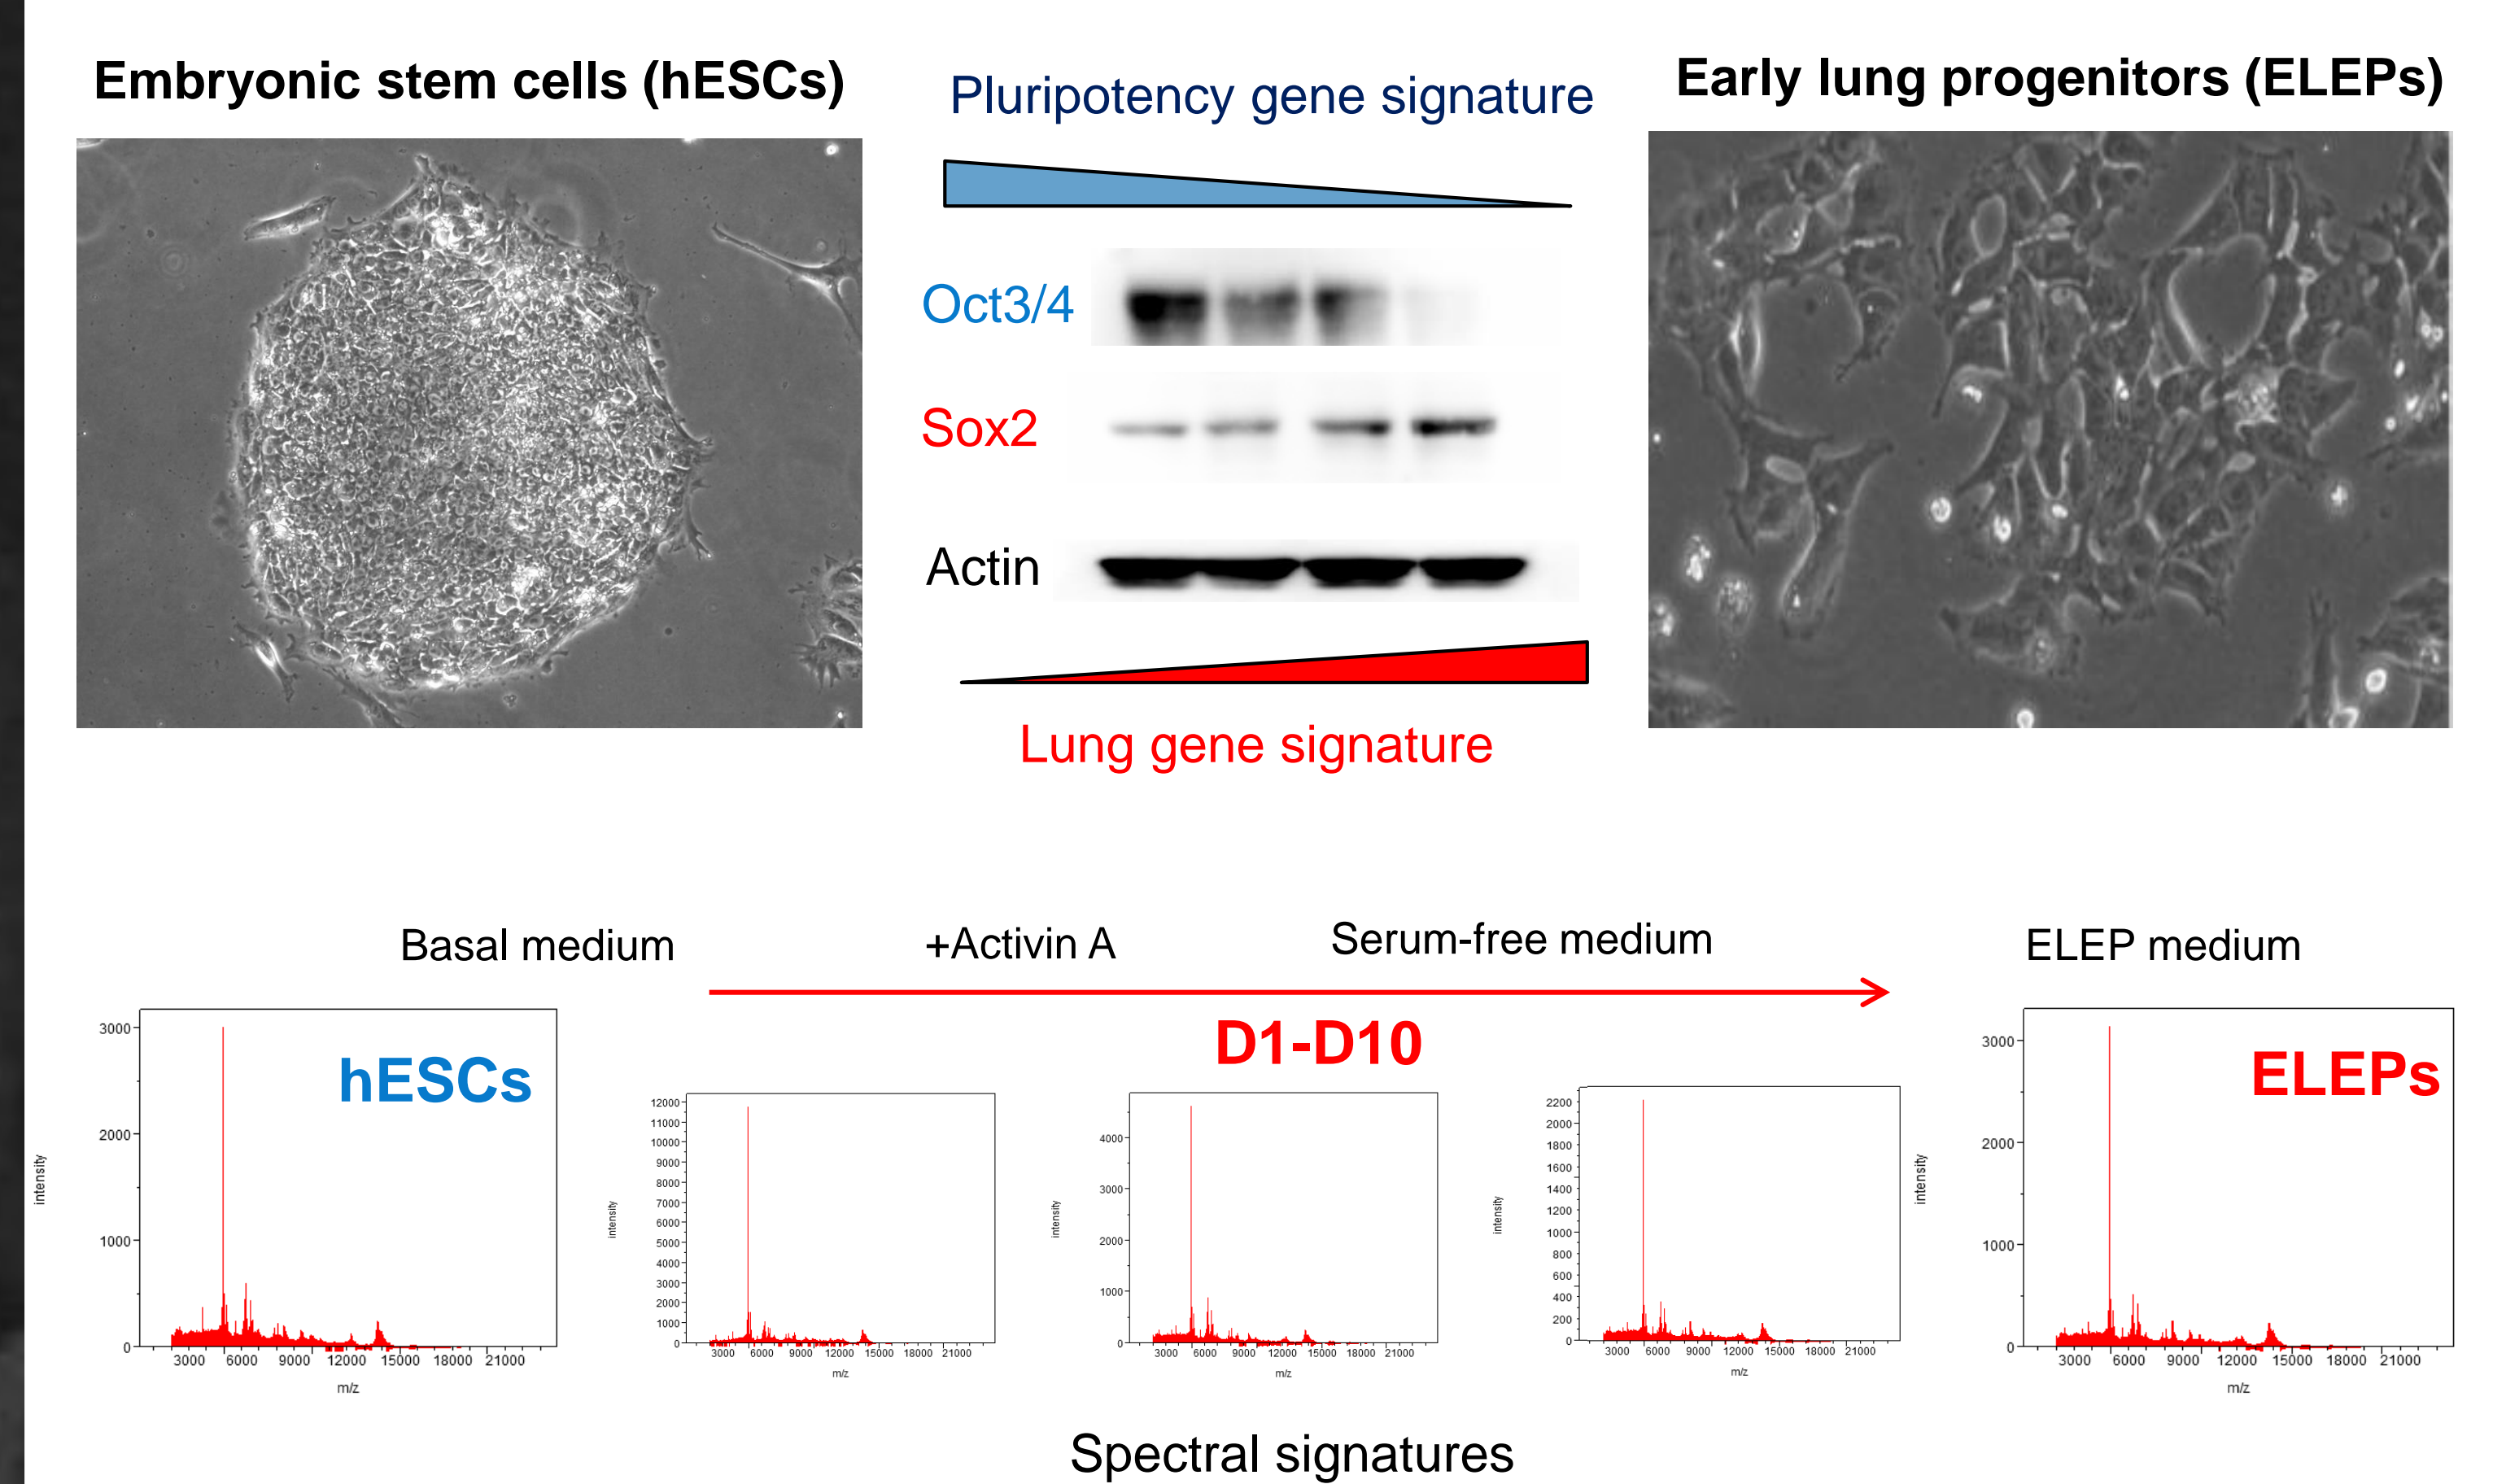 Embryonic stem cells (hESCs)
Pluripotency gene signature
Early lung progenitors (ELEPs)
Oct3/4
Sox2
Actin
Lung gene signature
Basal medium
+Activin A
Serum-free medium
ELEP medium
D1-D10
hESCs
intensity
3000
2000
1000
0
3000 6000 9000 12000 15000 18000 21000
m/z
intensity
12000
11000
10000
9000
8000
7000
6000
5000
4000
3000
2000
1000
0
3000 6000 9000 12000 15000 18000 21000
m/z
intensity
4000
3000
2000
1000
0
3000 6000 9000 12000 15000 18000 21000
m/z
intensity
2200
2000
1800
1600
1400
1200
1000
800
600
400
200
0
3000 6000 9000 12000 15000 18000 21000
m/z
ELEPs
intensity
3000
2000
1000
0
3000 6000 9000 12000 15000 18000 21000
m/z
Spectral signatures